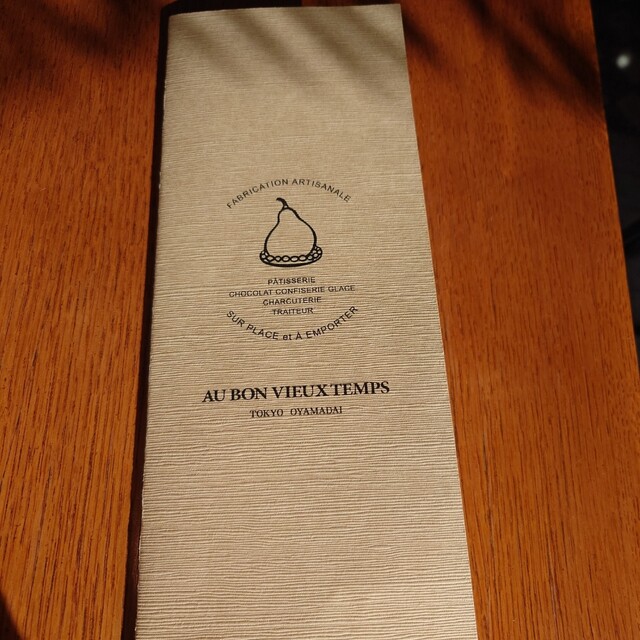 FABRICATION ARTISANALE
PÂTISSERIE
CHOCOLAT CONFISERIE GLACE
CHARCUTERIE
TRAITEUR
SUR PLACE et À EMPORTER
AU BON VIEUX TEMPS
TOKYO OYAMADAI